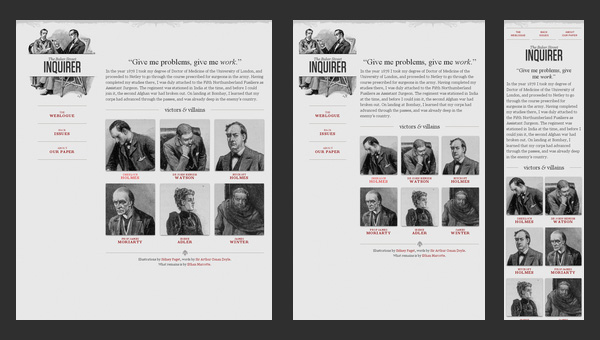 The Baker Street
INQUIRER
THE
WEBLOGUE
BACK
ISSUES
ABOUT
OUR PAPER
“Give me problems, give me work.”
In the year 1878 I took my degree of Doctor of Medicine of the University of London, and
proceeded to Netley to go through the course prescribed for surgeons in the army. Having
completed my studies there, I was duly attached to the Fifth Northumberland Fusiliers as
Assistant Surgeon. The regiment was stationed in India at the time, and before I could
join it, the second Afghan war had broken out. On landing at Bombay, I learned that my
corps had advanced through the passes, and was already deep in the enemy's country.
victors & villains
SHERLOCK
HOLMES
DR JOHN HAMISH
WATSON
MYCROFT
HOLMES
PROF JAMES
MORIARTY
IRENE
ADLER
JAMES
WINTER
Illustrations by Sidney Paget, words by Sir Arthur Conan Doyle.
What remains is by Ethan Marcotte.
The Baker Street
INQUIRER
THE
WEBLOGUE
BACK
ISSUES
ABOUT
OUR PAPER
“Give me problems, give me work.”
In the year 1878 I took my degree of Doctor of Medicine of the
University of London, and proceeded to Netley to go through the
course prescribed for surgeons in the army. Having completed my
studies there, I was duly attached to the Fifth Northumberland
Fusiliers as Assistant Surgeon. The regiment was stationed in India
at the time, and before I could join it, the second Afghan war had
broken out. On landing at Bombay, I learned that my corps had
advanced through the passes, and was already deep in the
enemy's country.
victors & villains
SHERLOCK
HOLMES
DR JOHN HAMISH
WATSON
MYCROFT
HOLMES
PROF JAMES
MORIARTY
IRENE
ADLER
JAMES
WINTER
Illustrations by Sidney Paget, words by Sir Arthur Conan Doyle.
What remains is by Ethan Marcotte.
THE
WEBLOGUE
BACK
ISSUES
ABOUT
OUR PAPER
The Baker Street
INQUIRER
“Give me problems, give
me work.”
In the year 1878 I took my degree
of Doctor of Medicine of the
University of London, and
proceeded to Netley to go through
the course prescribed for surgeons
in the army. Having completed my
studies there, I was duly attached
to the Fifth Northumberland
Fusiliers as Assistant Surgeon. The
regiment was stationed in India at
the time, and before I could join it,
the second Afghan war had broken
out. On landing at Bombay, I
learned that my corps had
advanced through the passes, and
was already deep in the
enemy's country.
victors & villains
SHERLOCK
HOLMES
DR JOHN HAMISH
WATSON
MYCROFT
HOLMES
PROF JAMES
MORIARTY